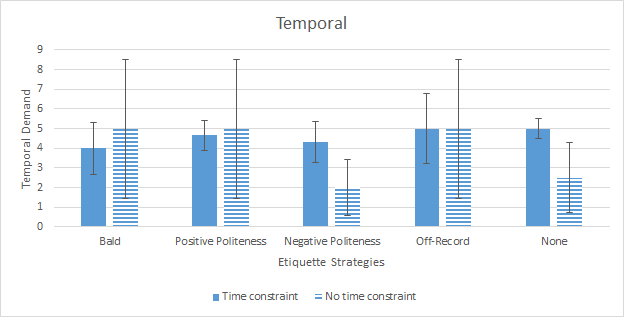 Temporal
9
8
7
6
5
4
3
2
1
0
Temporal Demand
Bald Positive Politeness Negative Politeness Off-Record None
Etiquette Strategies
Time constraint No time constraint